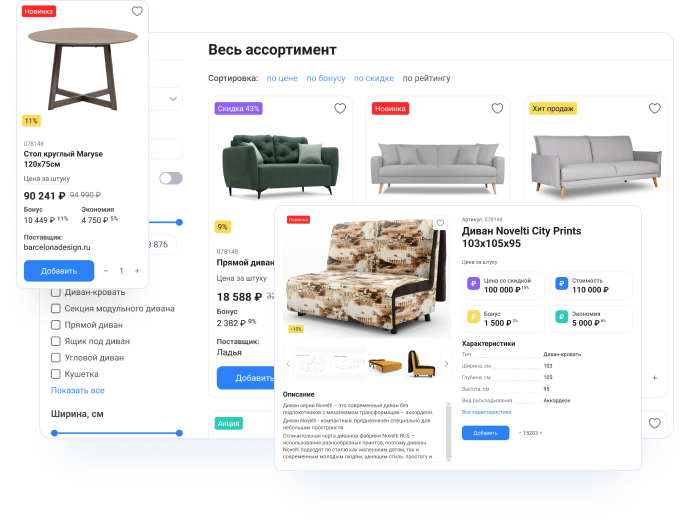 Новинка
11%
078148
Стол круглый Maryse
120х75см
Цена за штуку
90 241 ₽ 94 990 ₽
Бонус Экономия
10 449 ₽ 11% 4 750 ₽ 5%
Поставщик:
barcelonadesign.ru
Добавить − 1 +
Весь ассортимент
Сортировка: по цене по бонусу по скидке по рейтингу
3 876
Диван-кровать
Секция модульного дивана
Прямой диван
Ящик под диван
Угловой диван
Кушетка
Показать все
Ширина, см
Скидка 43%
Новинка
Хит продаж
9%
078148
Прямой диван
Цена за штуку
18 588 ₽
Бонус
2 382 ₽ 9%
Поставщик:
Ладья
Добавить
+
Акция
Новинка
+15%
Описание
Диван серии Novelti – это современный диван без
подлокотников с механизмом трансформации – аккордеон.
Диван Novelti - компактный, предназначен специально для
небольших пространств.
Отличительная черта диванов фабрики Novelti RUS –
использование разнообразных принтов, поэтому диваны
Novelti подходят по стилю как маленьким детям, так и
современным молодым людям, ценящим стиль, простоту и
Артикул: 078148
Диван Novelti City Prints
103х105х95
Цена за штуку
₽ Цена со скидкой
100 000 ₽ 10%
₽ Стоимость
110 000 ₽
₽ Бонус
1 500 ₽ 2%
₽ Экономия
5 000 ₽ 6%
Характеристики
Тип Диван-кровать
Ширина, см 103
Глубина, см 105
Высота, см 95
Вид раскладывания Аккордеон
Все характеристики
Добавить − 15203 +